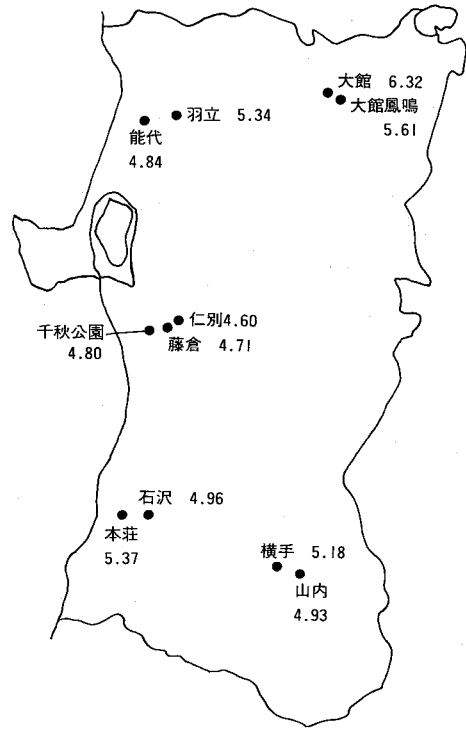 大館 6.32
大館鳳鳴
5.61
羽立 5.34
能代
4.84
仁別4.60
千秋公園
4.80
藤倉 4.71
石沢 4.96
本荘
5.37
横手 5.18
山内
4.93